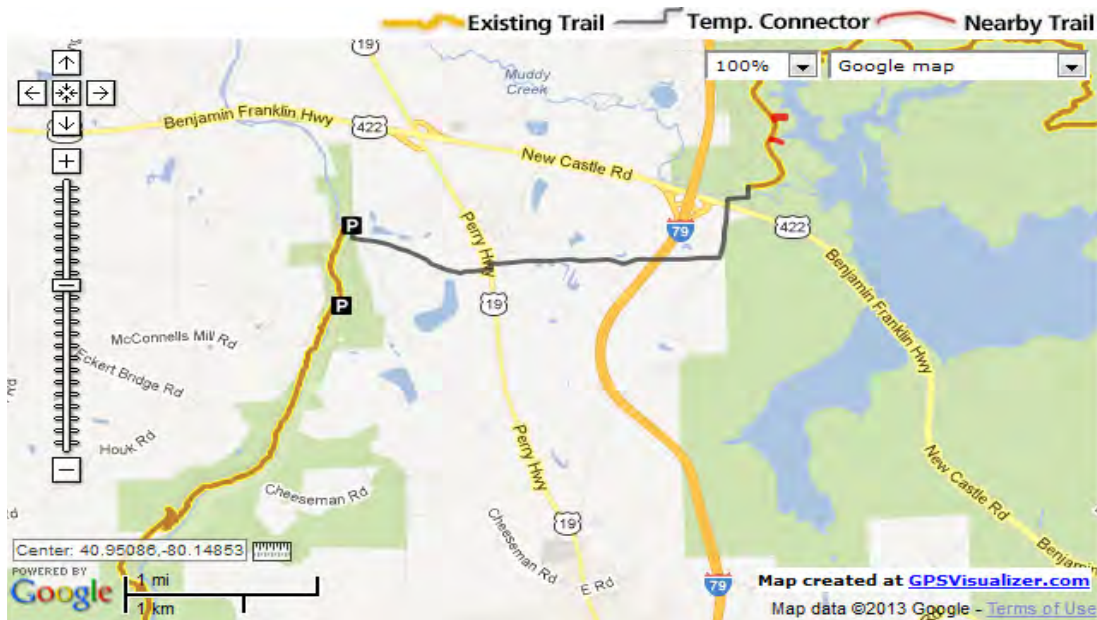 Existing Trail Temp. Connector Nearby Trail
19
100% Google map
Muddy Creek
Benjamin Franklin Hwy
422
New Castle Rd
P
Perry Hwy
79
422
Benjamin Franklin Hwy
P
19
McConnells Mill Rd
Eckert Bridge Rd
Houk Rd
Perry Hwy
New Castle Rd
Cheeseman Rd
Cheeseman Rd
19
E Rd
79
Center: 40.95086,-80.14853
POWERED BY
Google
1 mi
1 km
Map created at GPSVisualizer.com
Map data ©2013 Google - Terms of Use